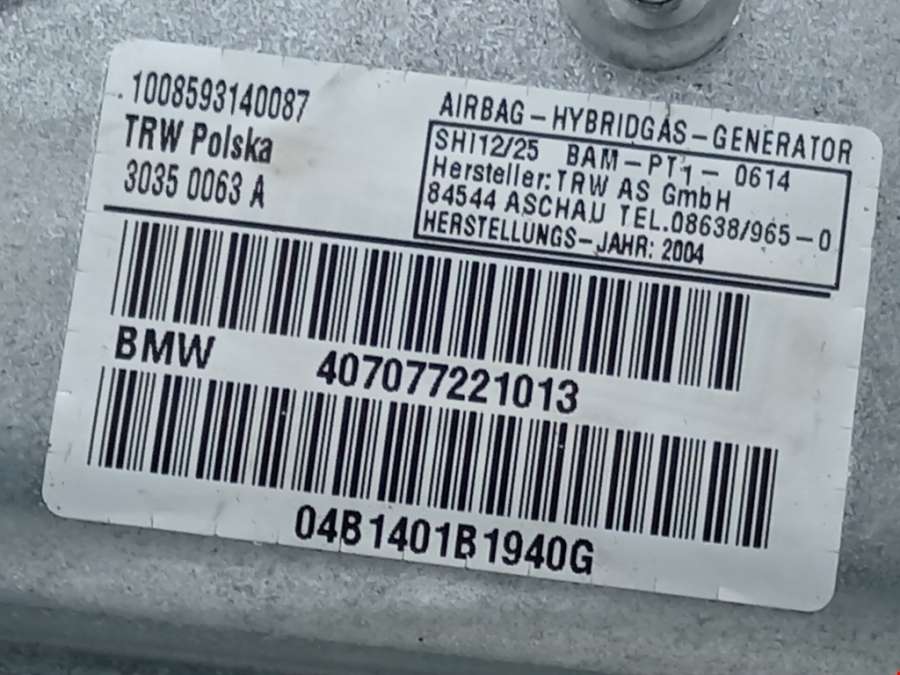 1008593140087
TRW Polska
3035 0063 A
AIRBAG-HYBRIDGAS-GENERATOR
SHI12/25 BAM-PT1-0614
Hersteller: TRW AS GmbH
84544 ASCHAU TEL.08638/965-0
HERSTELLUNGS-JAHR: 2004
BMW 407077221013
04B1401B1940G